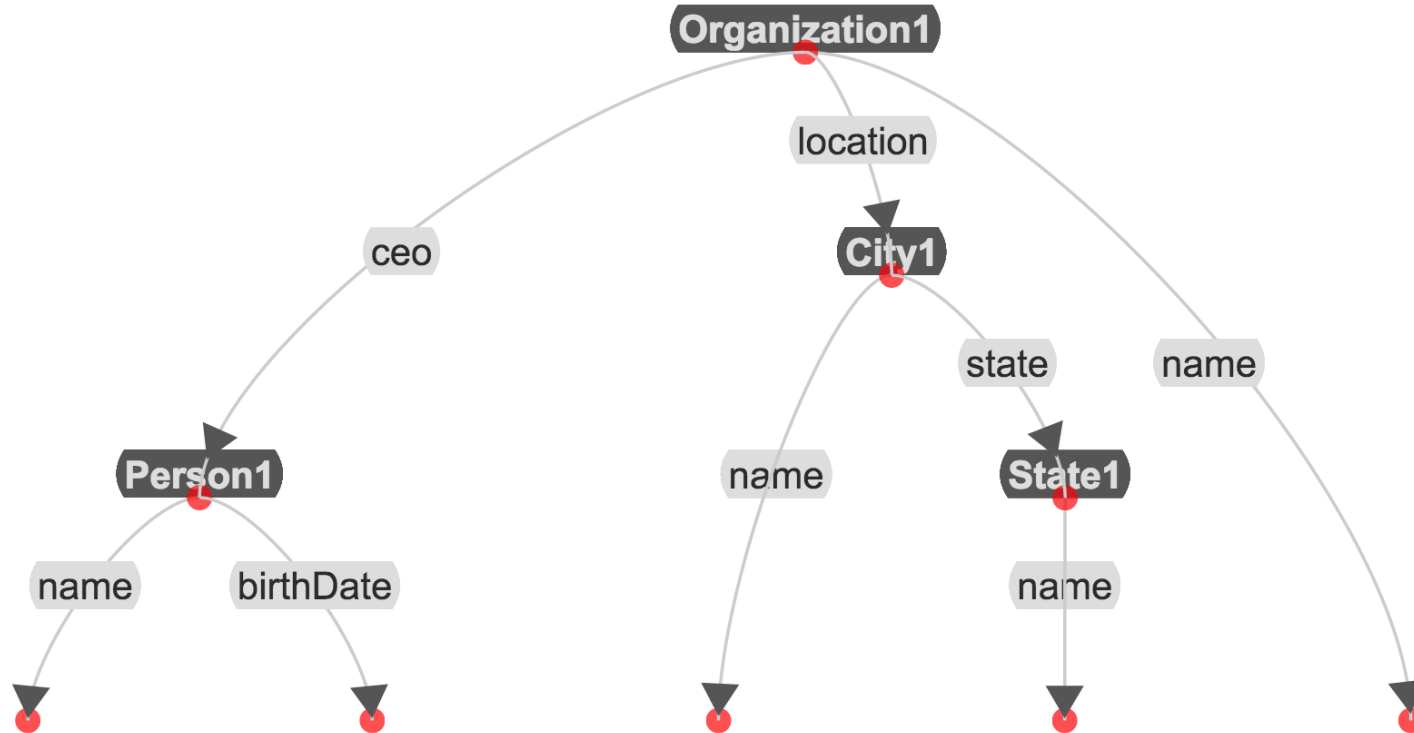 Organization1
location
ceo
City1
state
name
Person1
name
State1
name
birthDate
name